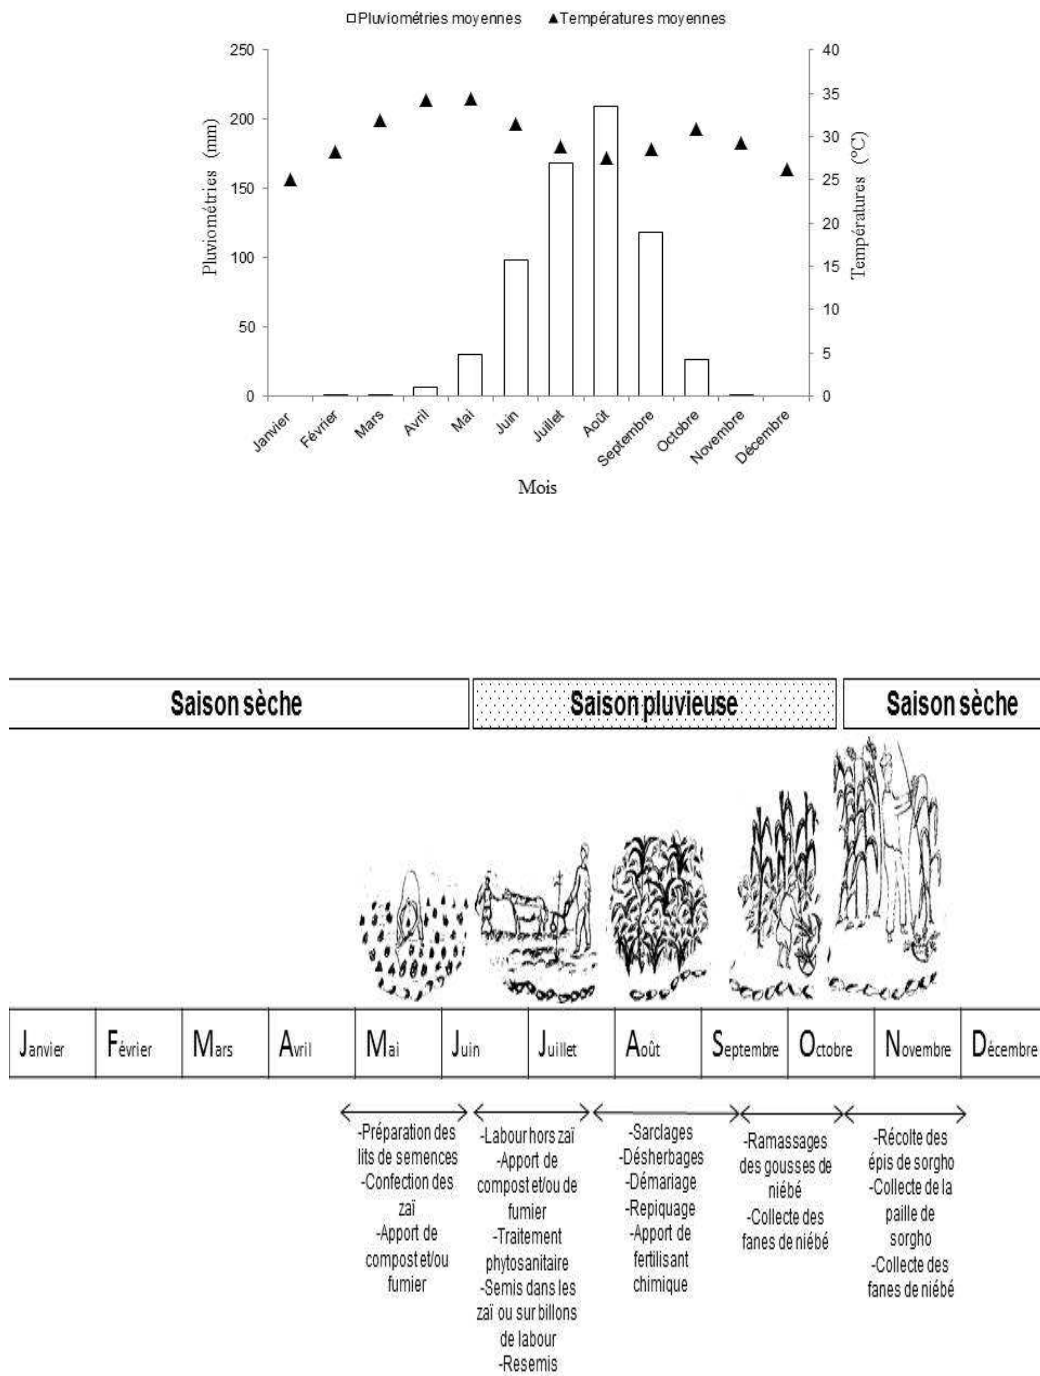 Pluviométries moyennes Températures moyennes
250
200
150
100
50
0
Pluviométries (mm)
40
35
30
25
20
15
10
5
0
Températures (°C)
Janvier
Février
Mars
Avril
Mai
Juin
Juillet
Août
Septembre
Octobre
Novembre
Décembre
Mois
Saison sèche Saison pluvieuse Saison sèche
Janvier Février Mars Avril Mai Juin Juillet Août Septembre Octobre Novembre Décembre
-Préparation des
lits de semences
-Confection des
zaï
-Apport de
compost et/ou
fumier
-Labour hors zaï
-Apport de
compost et/ou de
fumier
-Traitement
phytosanitaire
-Semis dans les
zaï ou sur billons
de labour
-Resemis
-Sarclages
-Désherbages
-Démariage
-Repiquage
-Apport de
fertilisant
chimique
-Ramassages
des gousses de
niébé
-Collecte des
fanes de niébé
-Récolte des
épis de sorgho
-Collecte de la
paille de
sorgho
-Collecte des
fanes de niébé